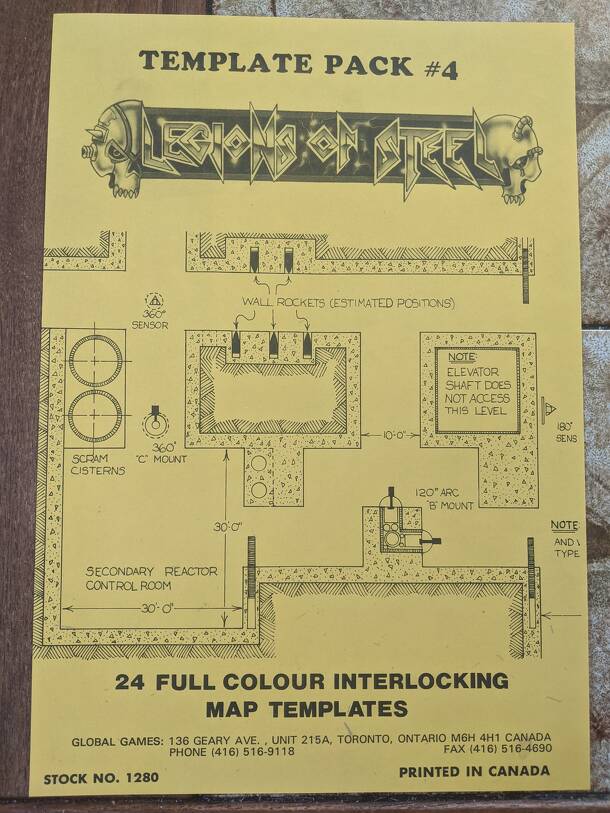 TEMPLATE PACK #4
LEGIONS OF STEEL
WALL ROCKETS (ESTIMATED POSITIONS)
360°
SENSOR
NOTE:
ELEVATOR
SHAFT DOES
NOT ACCESS
THIS LEVEL
180°
SENS
SCRAM
CISTERNS
360°
"C" MOUNT
10'-0"
120° ARC
"B" MOUNT
30'-0"
NOTE
AND
TYPE
SECONDARY REACTOR
CONTROL ROOM
30'-0"
24 FULL COLOUR INTERLOCKING
MAP TEMPLATES
GLOBAL GAMES: 136 GEARY AVE. , UNIT 215A, TORONTO, ONTARIO M6H 4H1 CANADA
PHONE (416) 516-9118 FAX (416) 516-4690
STOCK NO. 1280 PRINTED IN CANADA